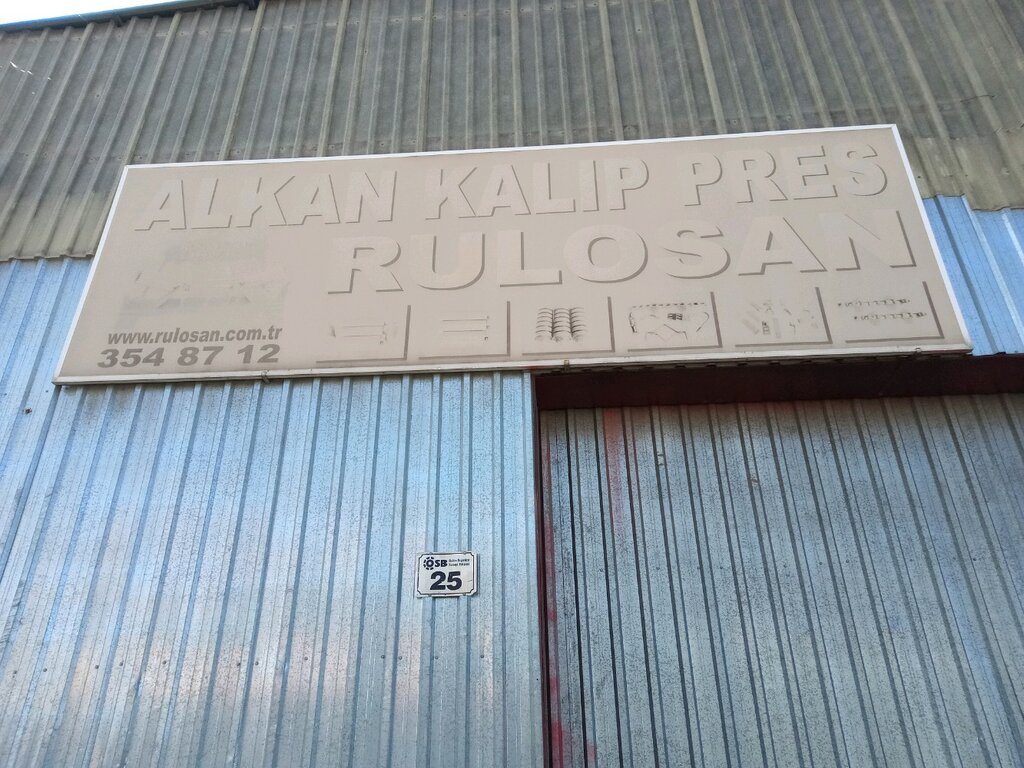 ALKAN KALIP PRES
RULOSAN
www.rulosan.com.tr
354 87 12
OSB
25